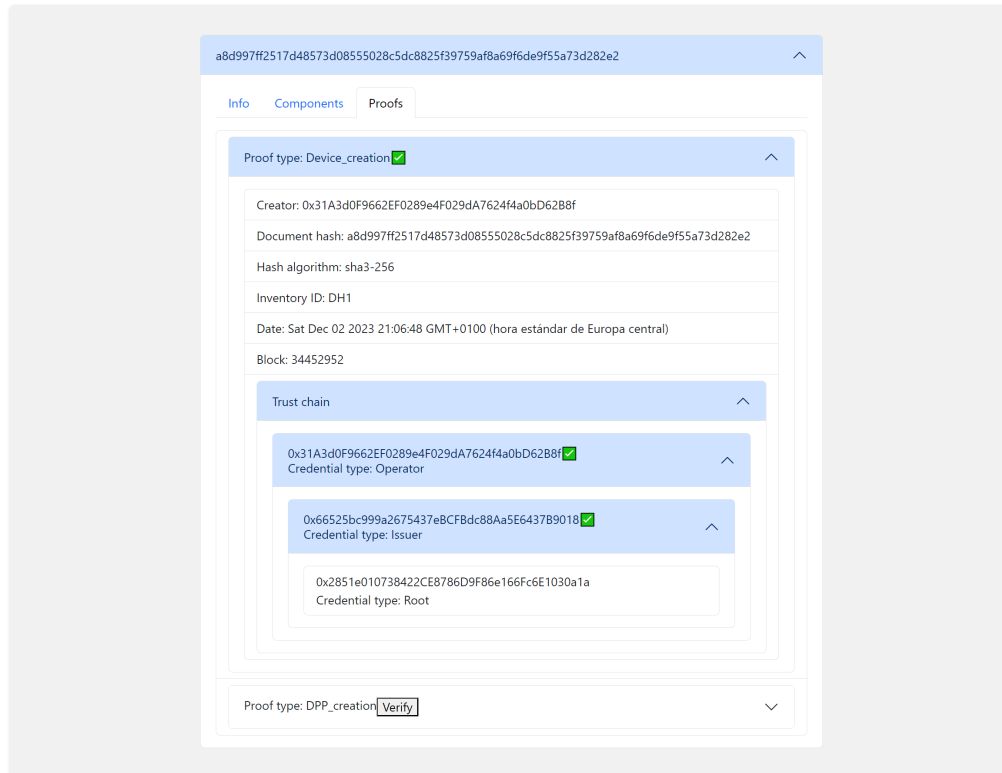 a8d997ff2517d48573d08555028c5dc8825f39759af8a69f6de9f55a73d282e2
Info Components Proofs
Proof type: Device_creation
Creator: 0x31A3d0F9662EF0289e4F029dA7624f4a0bD62B8f
Document hash: a8d997ff2517d48573d08555028c5dc8825f39759af8a69f6de9f55a73d282e2
Hash algorithm: sha3-256
Inventory ID: DH1
Date: Sat Dec 02 2023 21:06:48 GMT+0100 (hora estándar de Europa central)
Block: 34452952
Trust chain
0x31A3d0F9662EF0289e4F029dA7624f4a0bD62B8f
Credential type: Operator
0x66525bc999a2675437eBCFBdc88Aa5E6437B9018
Credential type: Issuer
0x2851e010738422CE8786D9F86e166Fc6E1030a1a
Credential type: Root
Proof type: DPP_creation Verify